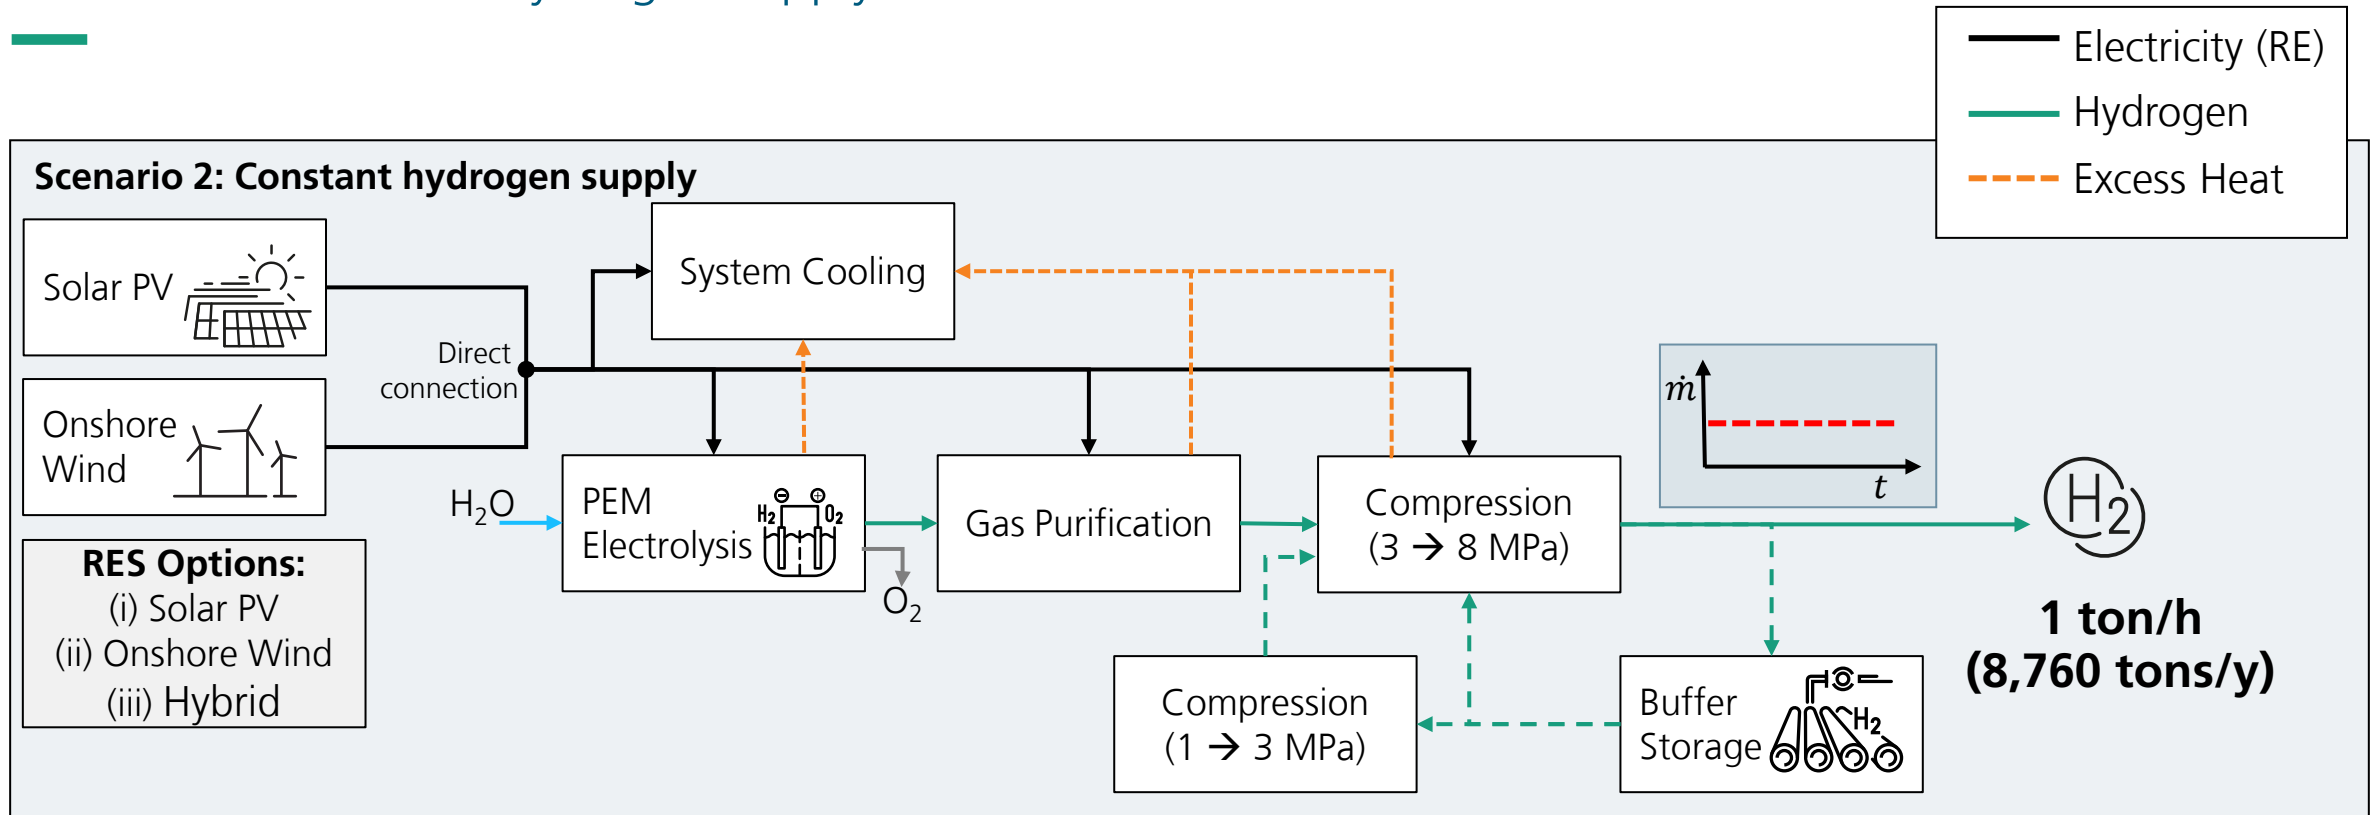 Electricity (RE)
Hydrogen
Excess Heat
Scenario 2: Constant hydrogen supply
Solar PV
System Cooling
Direct
connection
Onshore
Wind
ṁ
t
H₂O
PEM
Electrolysis
H₂
O₂
O₂
Gas Purification
Compression
(3 → 8 MPa)
H₂
RES Options:
(i) Solar PV
(ii) Onshore Wind
(iii) Hybrid
Compression
(1 → 3 MPa)
Buffer
Storage
H₂
1 ton/h
(8,760 tons/y)